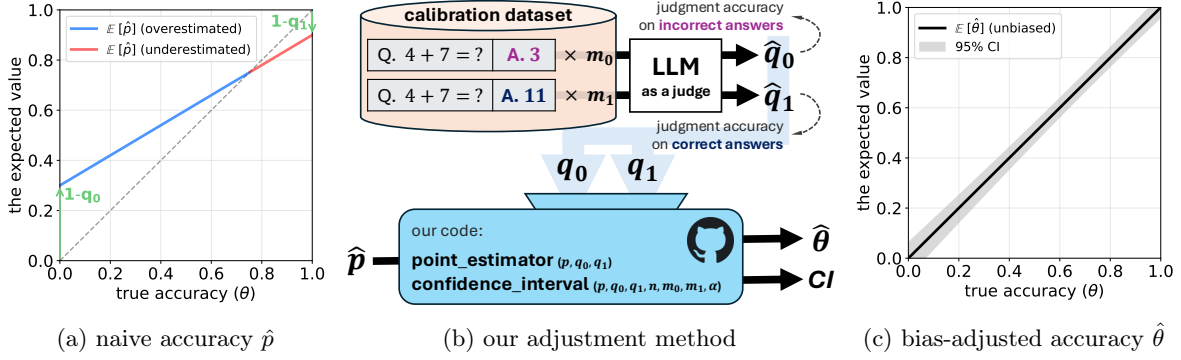 1.0
0.8
0.6
0.4
0.2
0.0
0.0 0.2 0.4 0.6 0.8 1.0
the expected value
true accuracy (θ)
𝔼 [p̂] (overestimated)
𝔼 [p̂] (underestimated)
1-q₁
1-q₀
(a) naive accuracy p̂
calibration dataset
Q. 4 + 7 = ? A. 3 × m₀
Q. 4 + 7 = ? A. 11 × m₁
LLM
as a judge
judgment accuracy
on incorrect answers
q̂₀
q̂₁
judgment accuracy
on correct answers
q₀ q₁
p̂
our code:
point_estimator (p, q₀, q₁)
confidence_interval (p, q₀, q₁, n, m₀, m₁, α)
θ̂
CI
(b) our adjustment method
1.0
0.8
0.6
0.4
0.2
0.0
0.0 0.2 0.4 0.6 0.8 1.0
the expected value
true accuracy (θ)
𝔼 [θ̂] (unbiased)
95% CI
(c) bias-adjusted accuracy θ̂